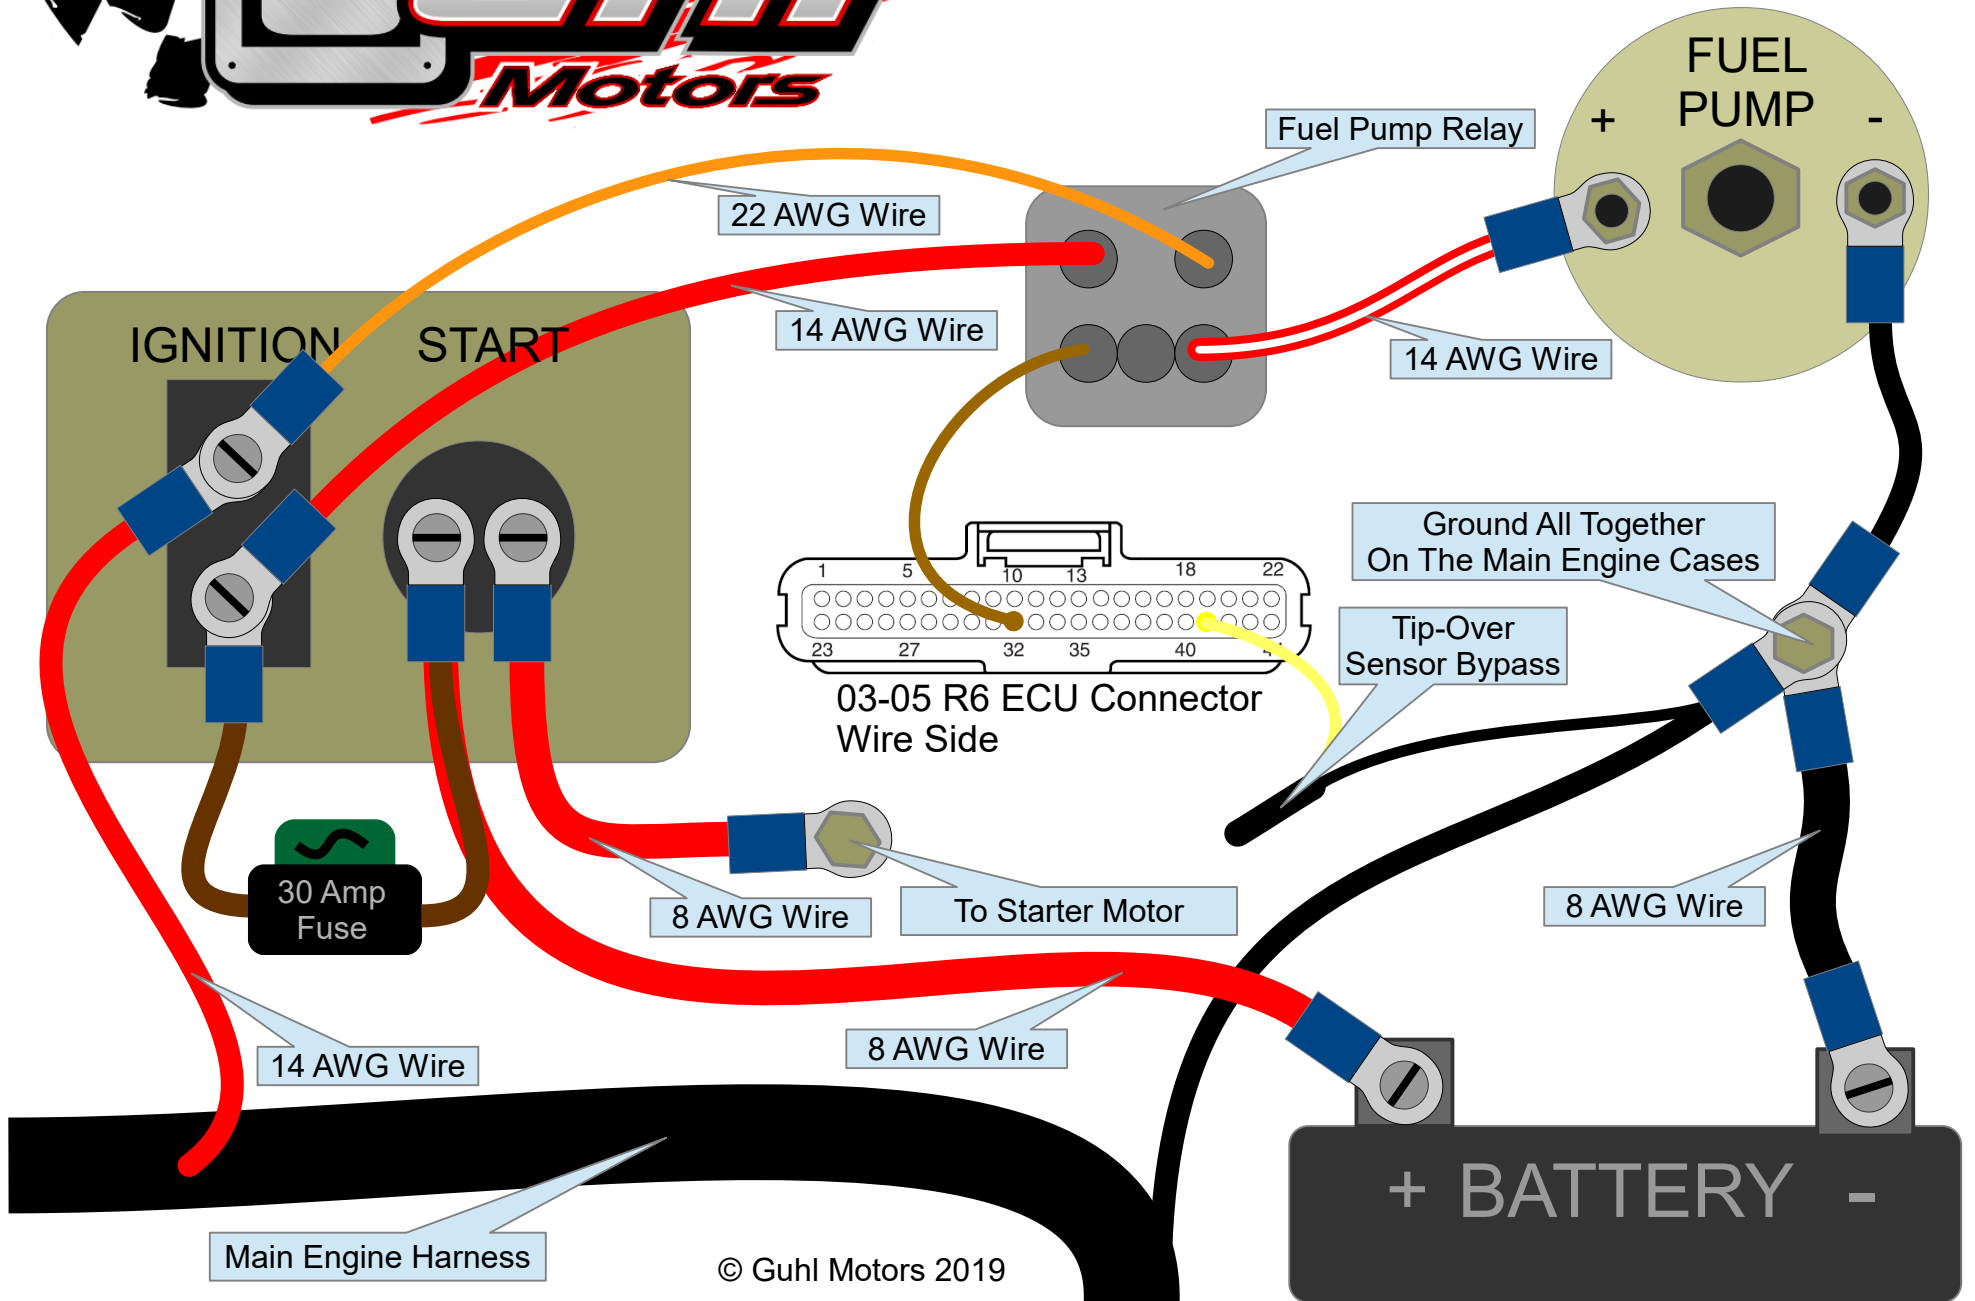 Motors
FUEL
PUMP
+ -
Fuel Pump Relay
22 AWG Wire
14 AWG Wire
14 AWG Wire
IGNITION START
Ground All Together
On The Main Engine Cases
1 5 10 13 18 22
23 27 32 35 40
Tip-Over
Sensor Bypass
03-05 R6 ECU Connector
Wire Side
30 Amp
Fuse
8 AWG Wire
To Starter Motor
8 AWG Wire
8 AWG Wire
14 AWG Wire
+ BATTERY -
Main Engine Harness
© Guhl Motors 2019